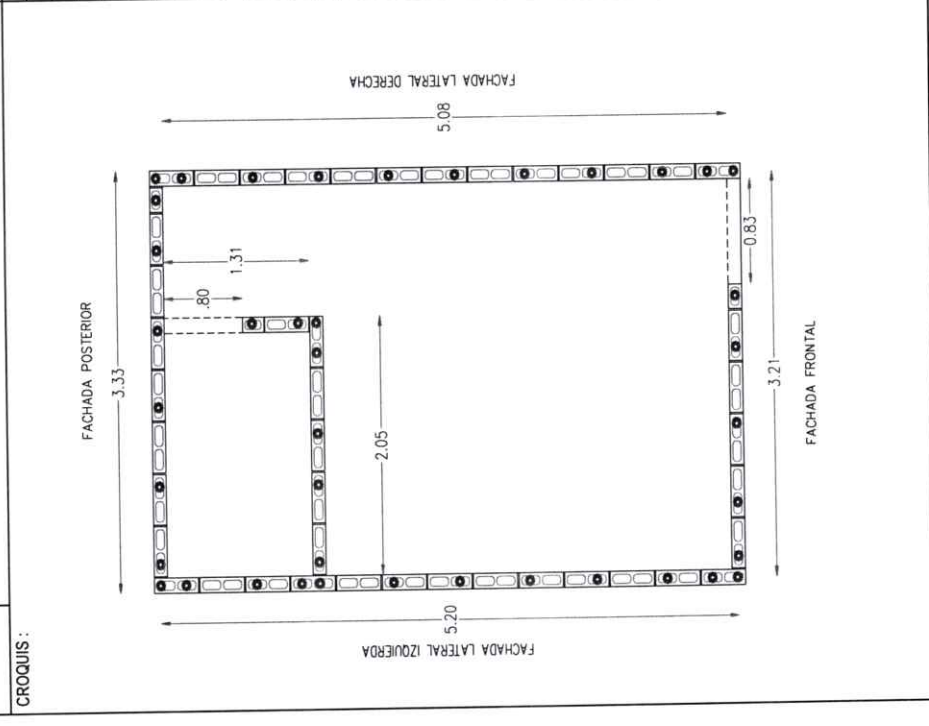 CROQUIS :
FACHADA POSTERIOR
3.33
FACHADA LATERAL DERECHA
5.08
1.31
.80
2.05
0.83
3.21
FACHADA FRONTAL
5.20
FACHADA LATERAL IZQUIERDA